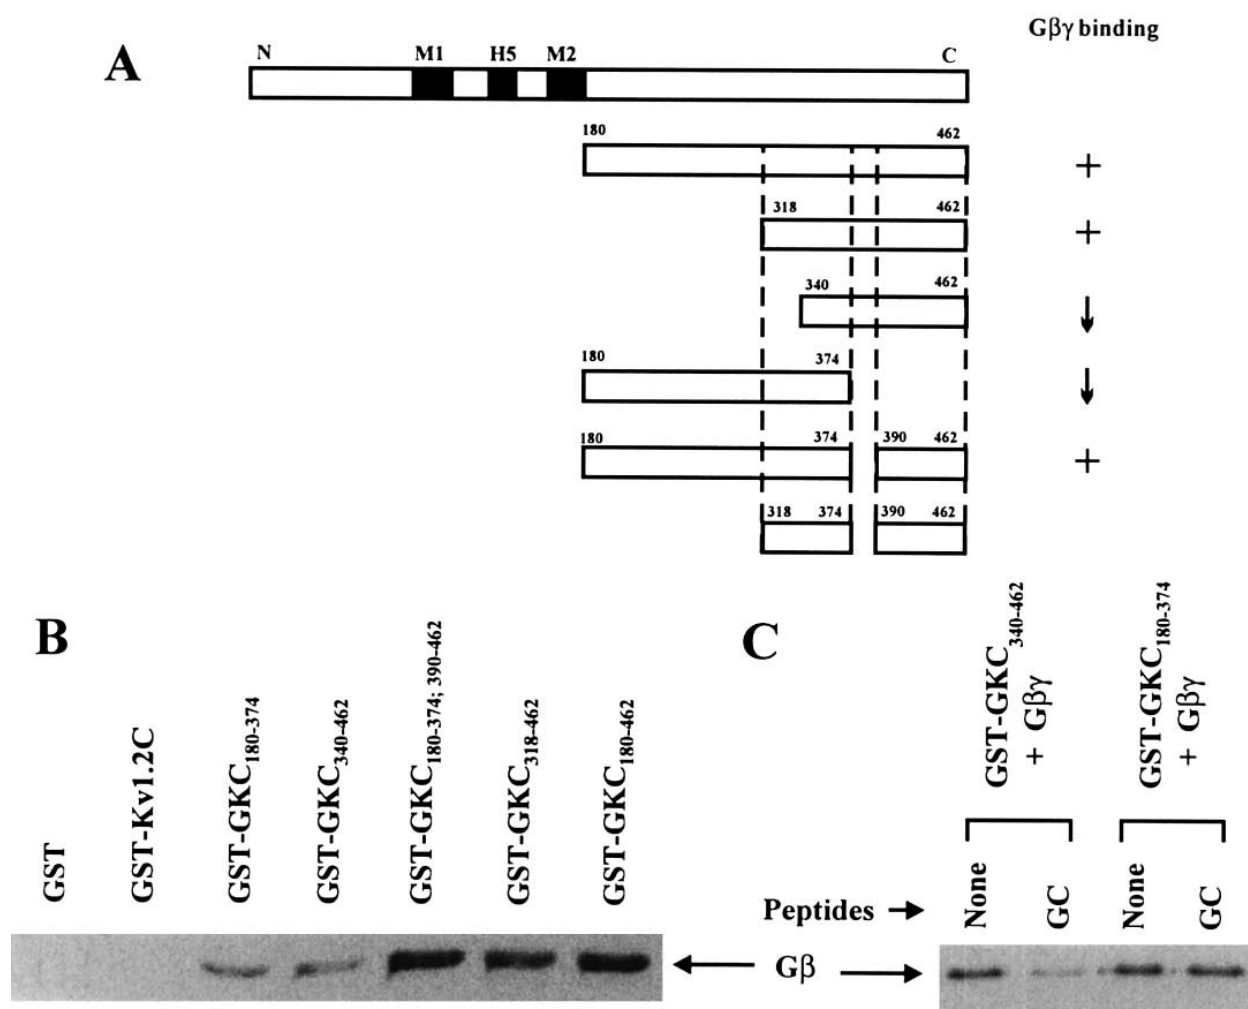 Gβγ binding
A
N M1 H5 M2 C
180 462
+
318 462
+
340 462
↓
180 374
↓
180 374 390 462
+
318 374 390 462
B
GST
GST-Kv1.2C
GST-GKC180-374
GST-GKC340-462
GST-GKC180-374; 390-462
GST-GKC318-462
GST-GKC180-462
C
GST-GKC340-462
+ Gβγ
GST-GKC180-374
+ Gβγ
Peptides → None GC None GC
← Gβ →